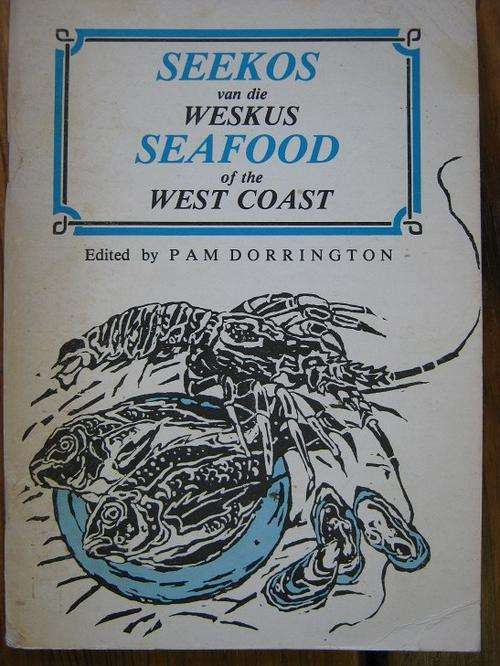 SEEKOS
van die
WESKUS
SEAFOOD
of the
WEST COAST
Edited by PAM DORRINGTON